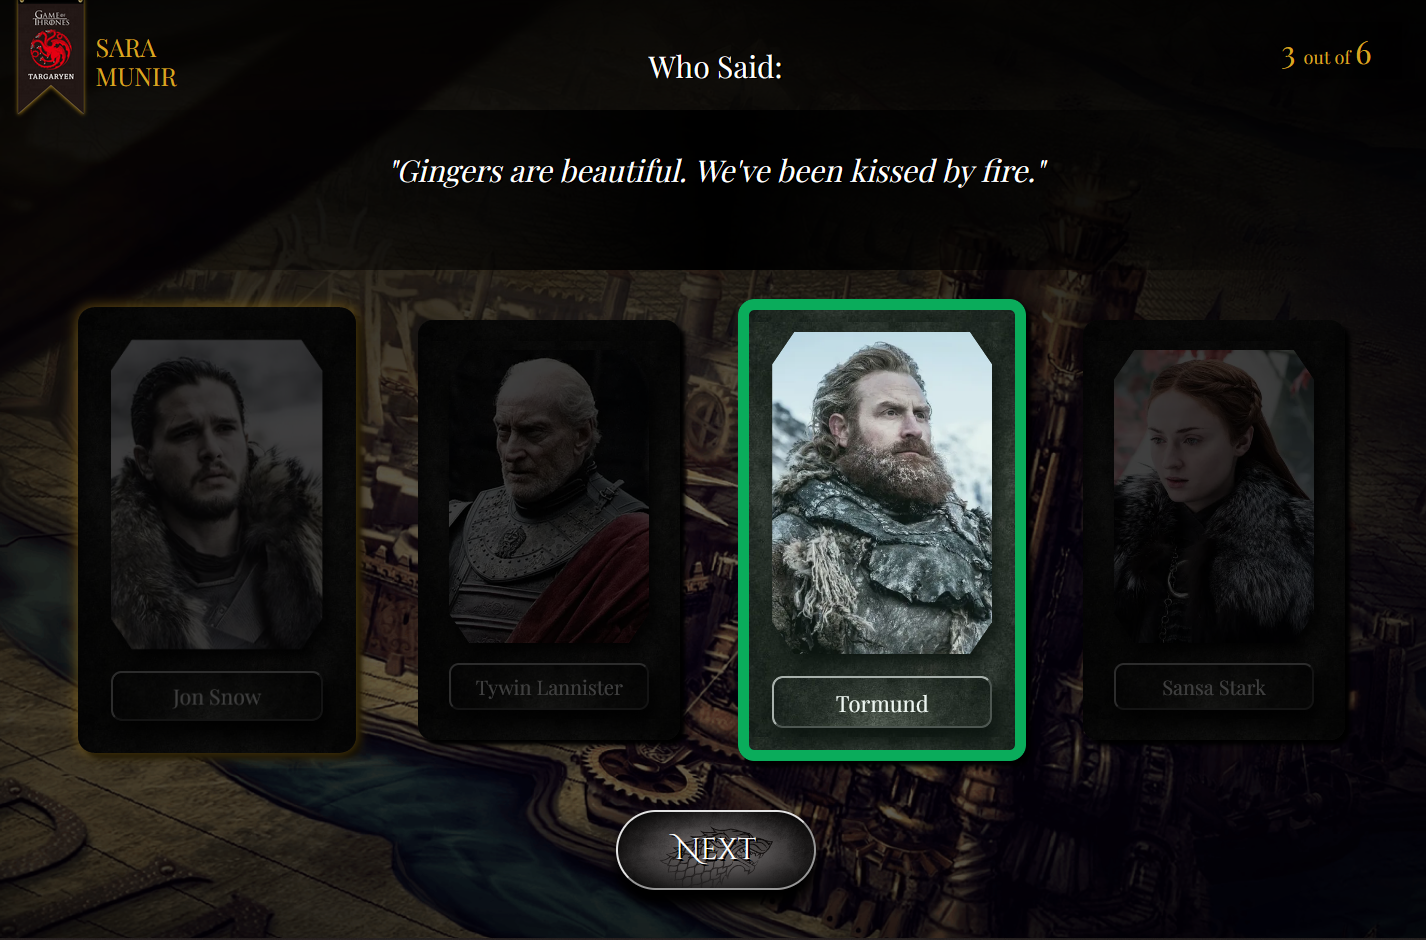 GAME OF
THRONES
TARGARYEN
SARA
MUNIR
Who Said:
3 out of 6
"Gingers are beautiful. We've been kissed by fire."
Jon Snow
Tywin Lannister
Tormund
Sansa Stark
NEXT